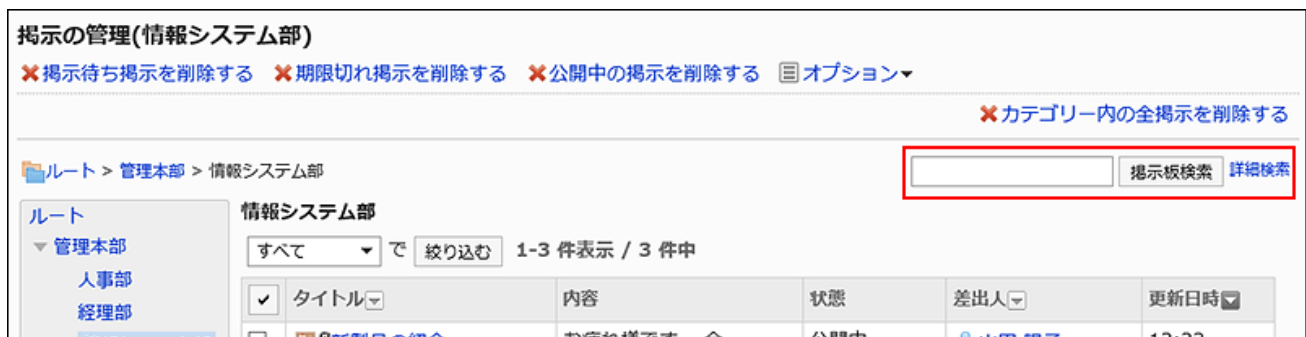 掲示の管理(情報システム部)
掲示待ち掲示を削除する 期限切れ掲示を削除する 公開中の掲示を削除する オプション
カテゴリー内の全掲示を削除する
ルート > 管理本部 > 情報システム部
掲示板検索 詳細検索
ルート
管理本部
人事部
経理部
情報システム部
すべて で 絞り込む 1-3 件表示 / 3 件中
タイトル 内容 状態 差出人 更新日時